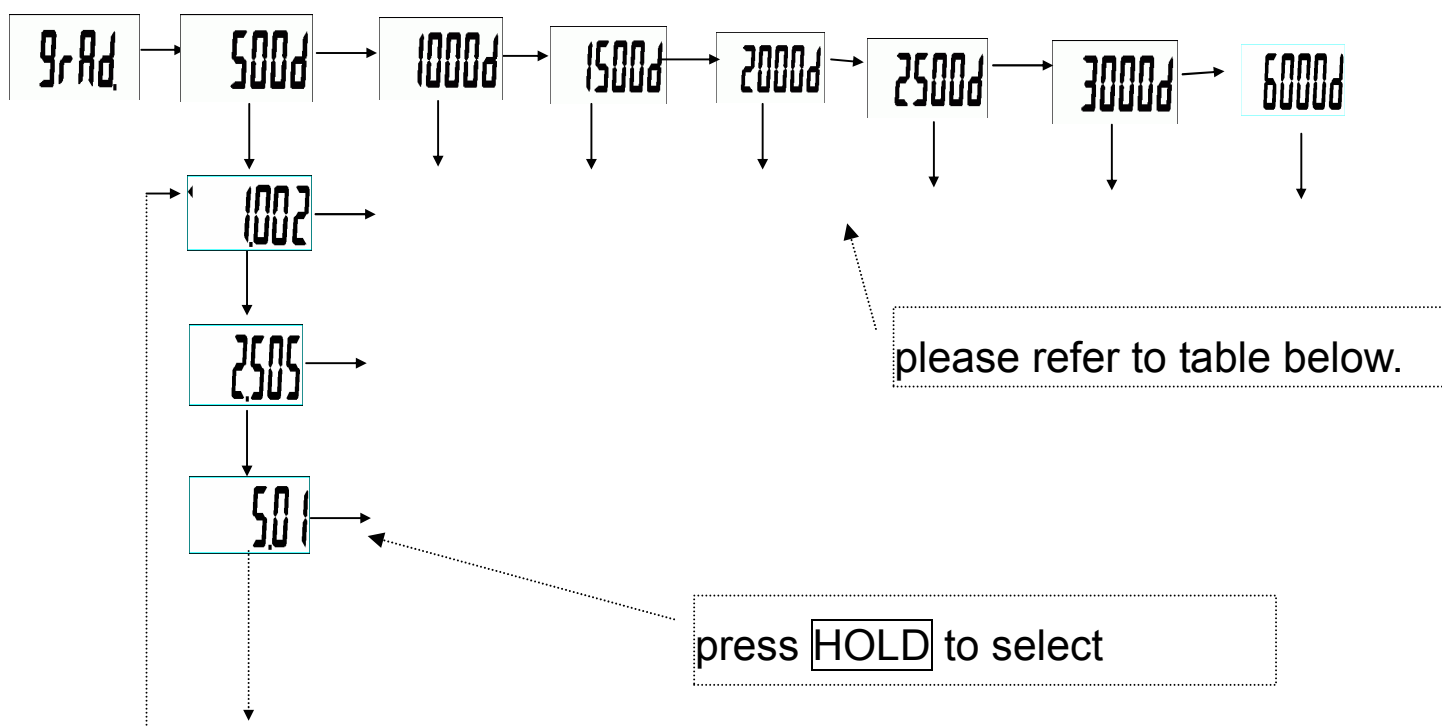 grAd.
500d
1000d
1500d
2000d
2500d
3000d
6000d
1.002
2.505
please refer to table below.
5.01
press HOLD to select